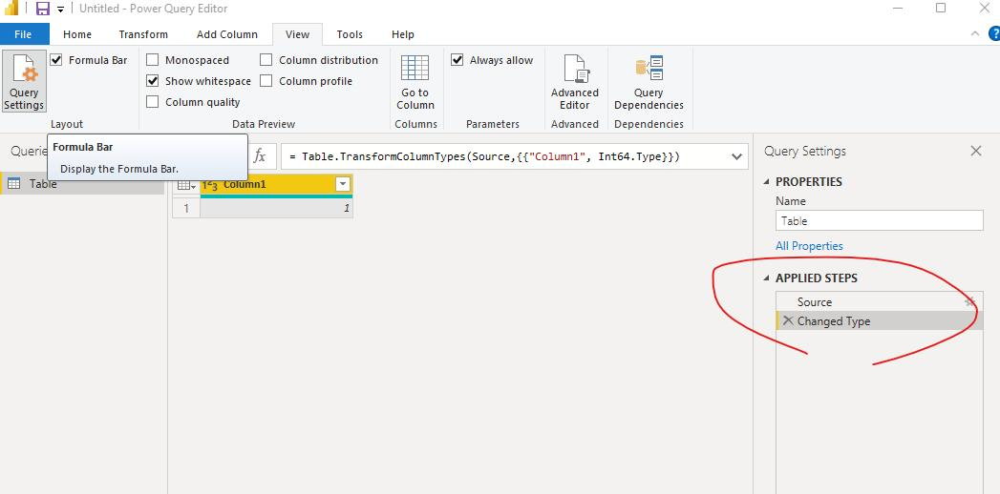 Untitled - Power Query Editor
File Home Transform Add Column View Tools Help
Query Settings
Formula Bar
Layout
Monospaced
Show whitespace
Column quality
Column distribution
Column profile
Data Preview
Go to Column
Columns
Always allow
Parameters
Advanced Editor
Advanced
Query Dependencies
Dependencies
Querie
Formula Bar
Display the Formula Bar.
Table
fx = Table.TransformColumnTypes(Source,{{"Column1", Int64.Type}})
1²3 Column1
1 1
Query Settings
PROPERTIES
Name
Table
All Properties
APPLIED STEPS
Source
Changed Type